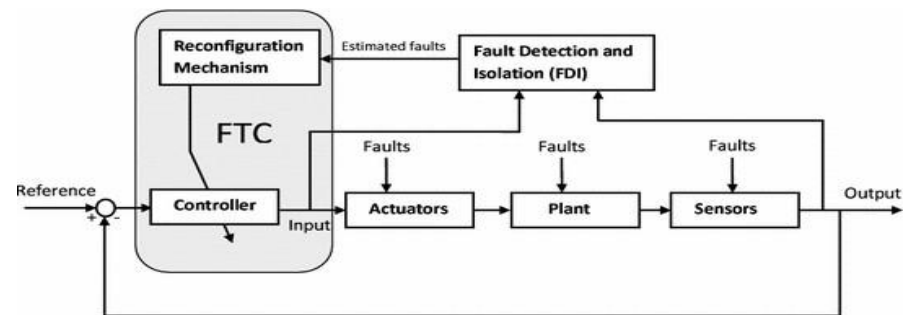 Reconfiguration
Mechanism
Estimated faults
Fault Detection and
Isolation (FDI)
FTC
Faults
Faults
Faults
Reference
+
-
Controller
Input
Actuators
Plant
Sensors
Output